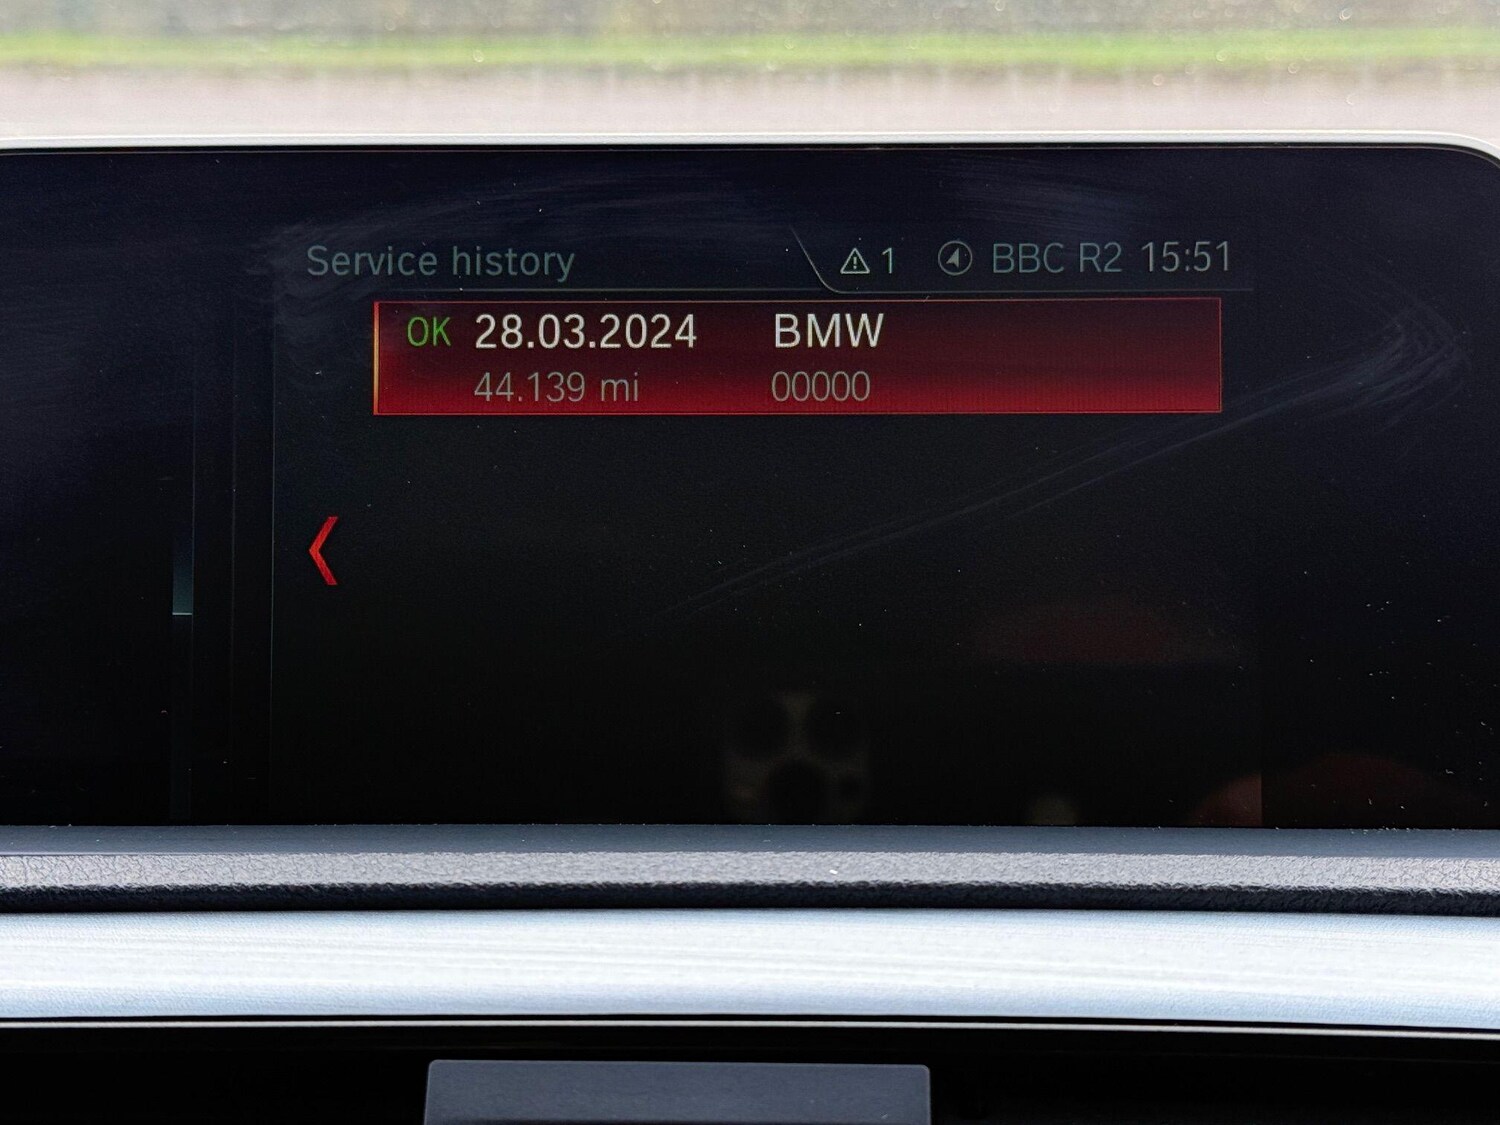 Service history
1 BBC R2 15:51
OK 28.03.2024 BMW
44.139 mi 00000